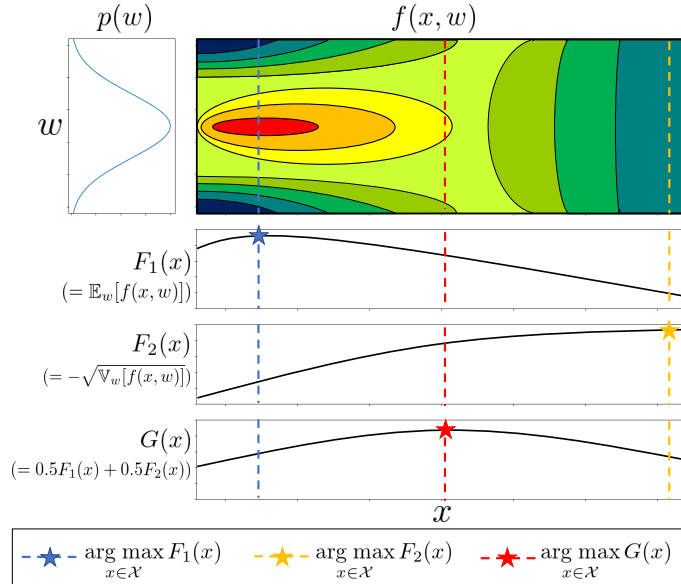 p(w)
f(x, w)
w
F₁(x)
(= 𝔼_w[f(x, w)])
F₂(x)
(= −√𝕍_w[f(x, w)])
G(x)
(= 0.5F₁(x) + 0.5F₂(x))
x
arg max F₁(x) arg max F₂(x) arg max G(x)
x∈𝒳 x∈𝒳 x∈𝒳